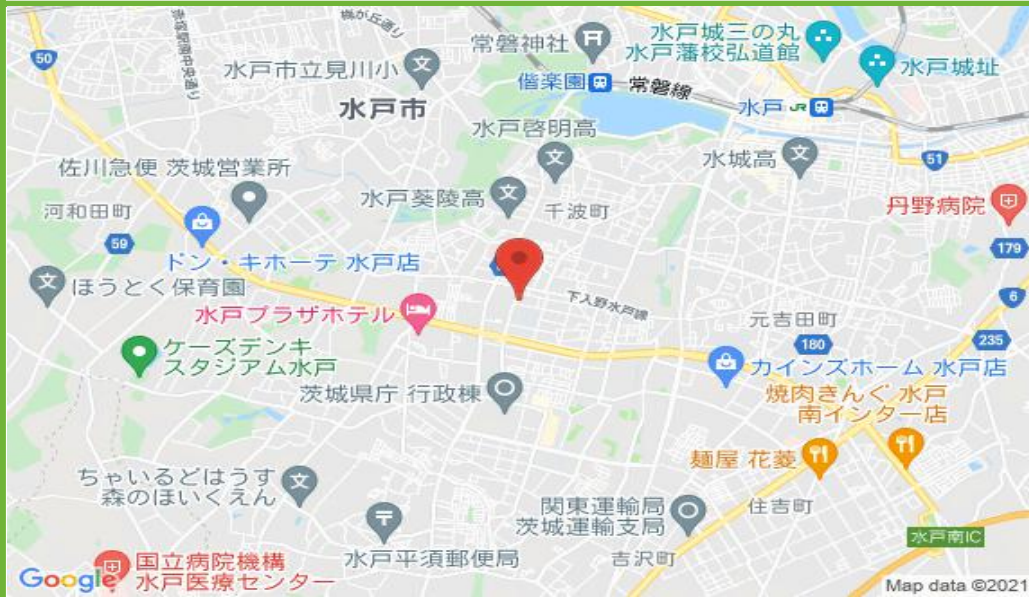 橋が丘通り
赤塚駅南中央通り
50
常磐神社
水戸城三の丸
水戸藩校弘道館
水戸市立見川小
水戸城址
偕楽園
常磐線
水戸市
水戸 JR
水戸啓明高
水城高
51
佐川急便 茨城営業所
水戸葵陵高
丹野病院
河和田町
千波町
59
179
ドン・キホーテ 水戸店
ほうとく保育園
下入野水戸線
6
水戸プラザホテル
元吉田町
180
235
ケーズデンキ
スタジアム水戸
カインズホーム 水戸店
茨城県庁 行政棟
焼肉きんぐ 水戸
南インター店
麺屋 花菱
ちゃいるどはうす
森のほいくえん
関東運輸局
茨城運輸支局
住吉町
水戸平須郵便局
吉沢町
水戸南IC
国立病院機構
水戸医療センター
Google
Map data ©2021